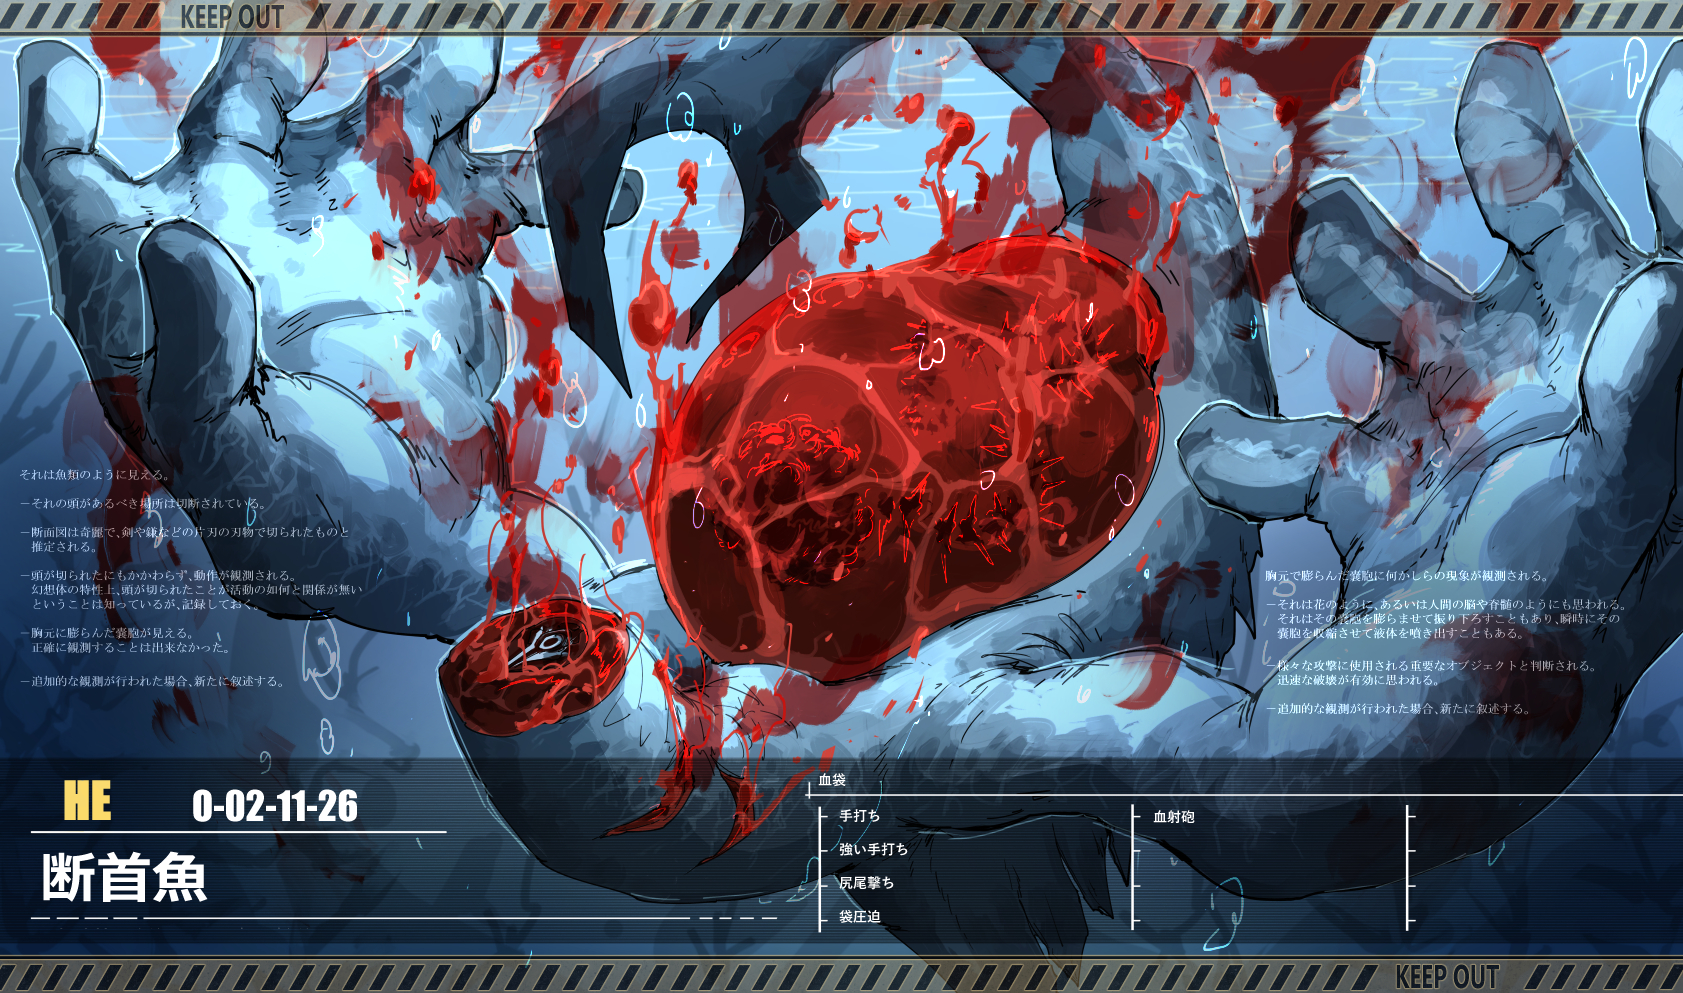 KEEP OUT
それは魚類のように見える。
－それの頭があるべき場所は切断されている。
－断面図は奇麗で、剣や鎌などの片刃の刃物で切られたものと
推定される。
－頭が切られたにもかかわらず、動作が観測される。
幻想体の特性上、頭が切られたことが活動の如何と関係が無い
ということは知っているが、記録しておく。
－胸元に膨らんだ嚢胞が見える。
正確に観測することは出来なかった。
－追加的な観測が行われた場合、新たに叙述する。
胸元で膨らんだ嚢胞に何かしらの現象が観測される。
－それは花のように、あるいは人間の脳や脊髄のようにも思われる。
それはその嚢胞を膨らませて振り下ろすこともあり、瞬時にその
嚢胞を収縮させて液体を噴き出すこともある。
－様々な攻撃に使用される重要なオブジェクトと判断される。
迅速な破壊が有効に思われる。
－追加的な観測が行われた場合、新たに叙述する。
HE 0-02-11-26
断首魚
血袋
手打ち
強い手打ち
尻尾撃ち
袋圧迫
血射砲
KEEP OUT